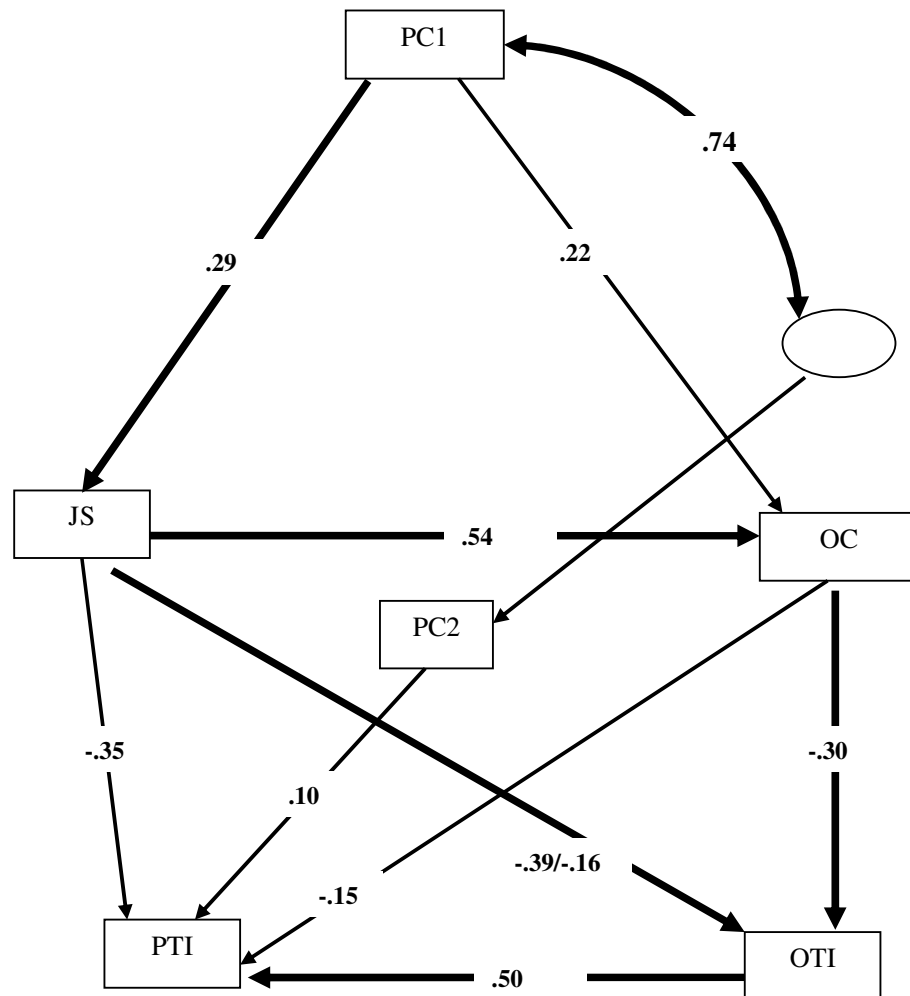 PC1
.74
.29
.22
JS
.54
OC
PC2
-.35
-.30
.10
-.39/-.16
-.15
PTI
OTI
.50